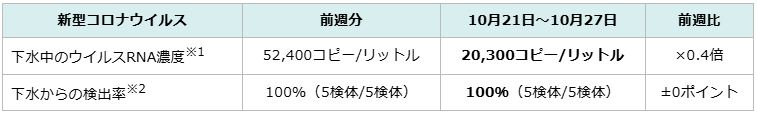 新型コロナウイルス 前週分 10月21日～10月27日 前週比
下水中のウイルスRNA濃度※1 52,400コピー/リットル 20,300コピー/リットル ×0.4倍
下水からの検出率※2 100%（5検体/5検体） 100%（5検体/5検体） ±0ポイント